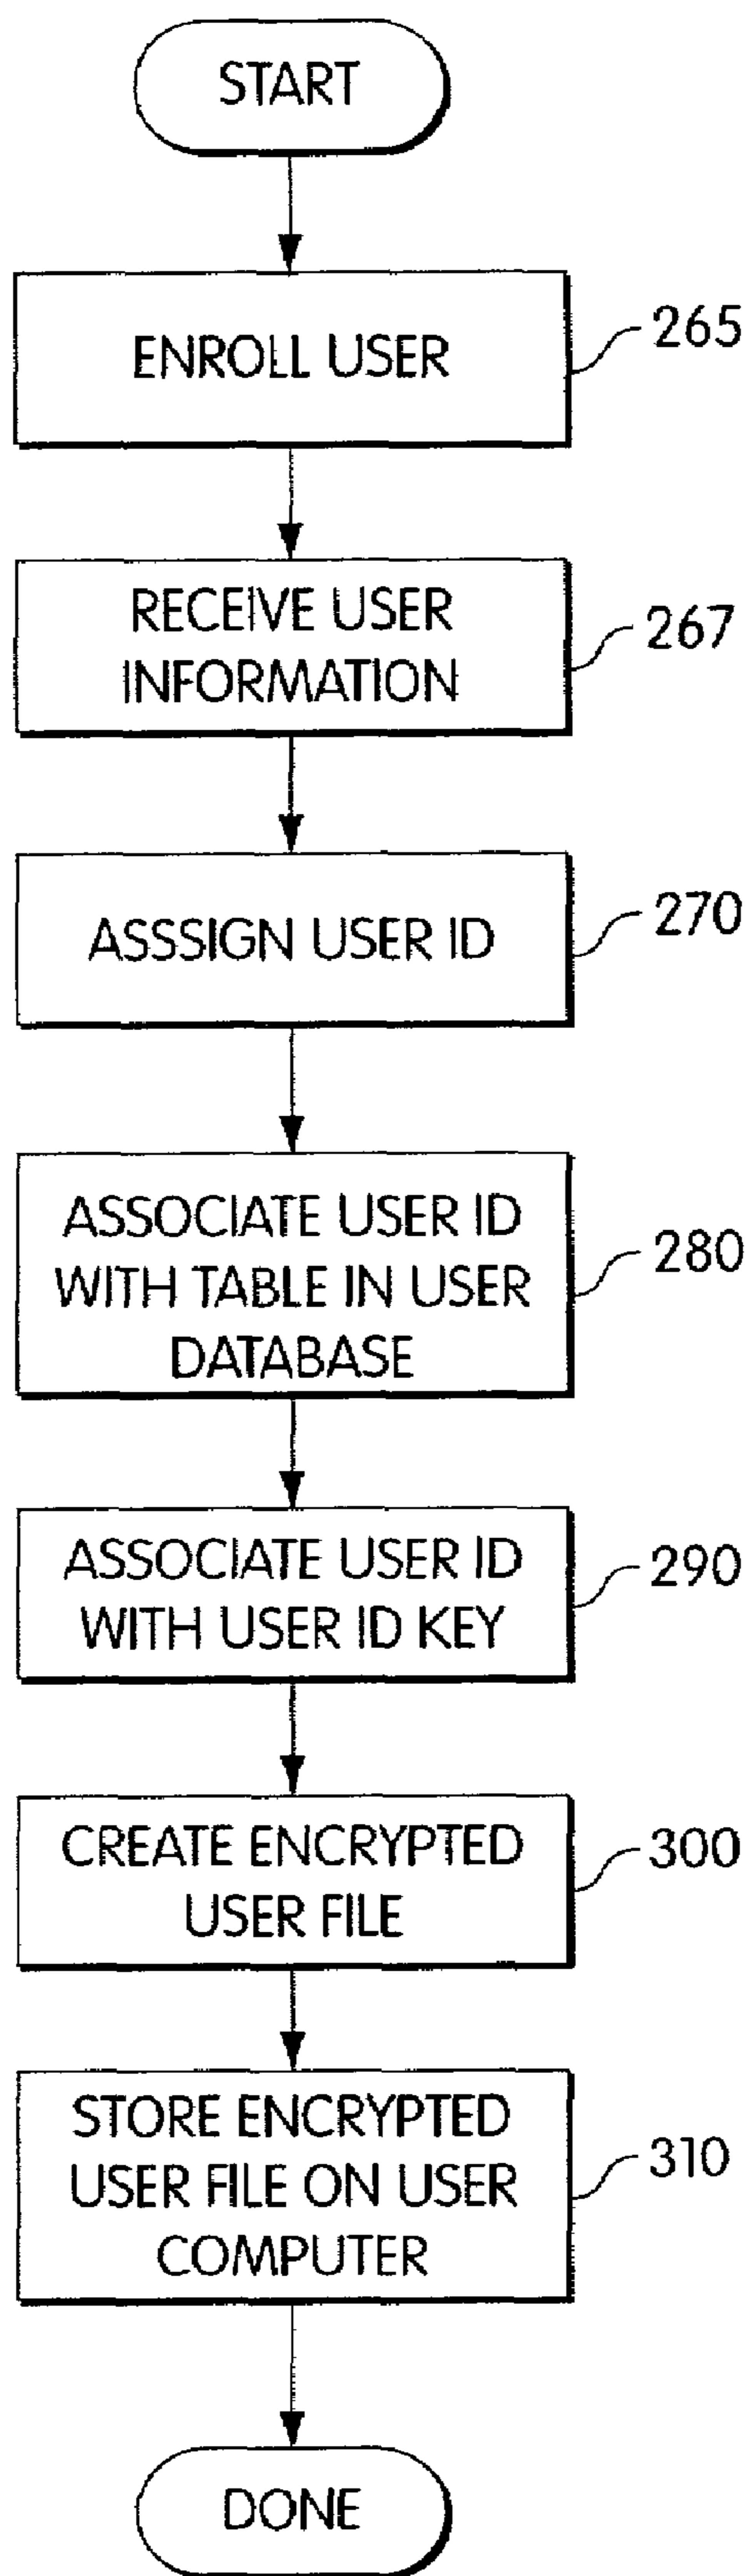 START
ENROLL USER
265
RECEIVE USER
INFORMATION
267
ASSSIGN USER ID
270
ASSOCIATE USER ID
WITH TABLE IN USER
DATABASE
280
ASSOCIATE USER ID
WITH USER ID KEY
290
CREATE ENCRYPTED
USER FILE
300
STORE ENCRYPTED
USER FILE ON USER
COMPUTER
310
DONE